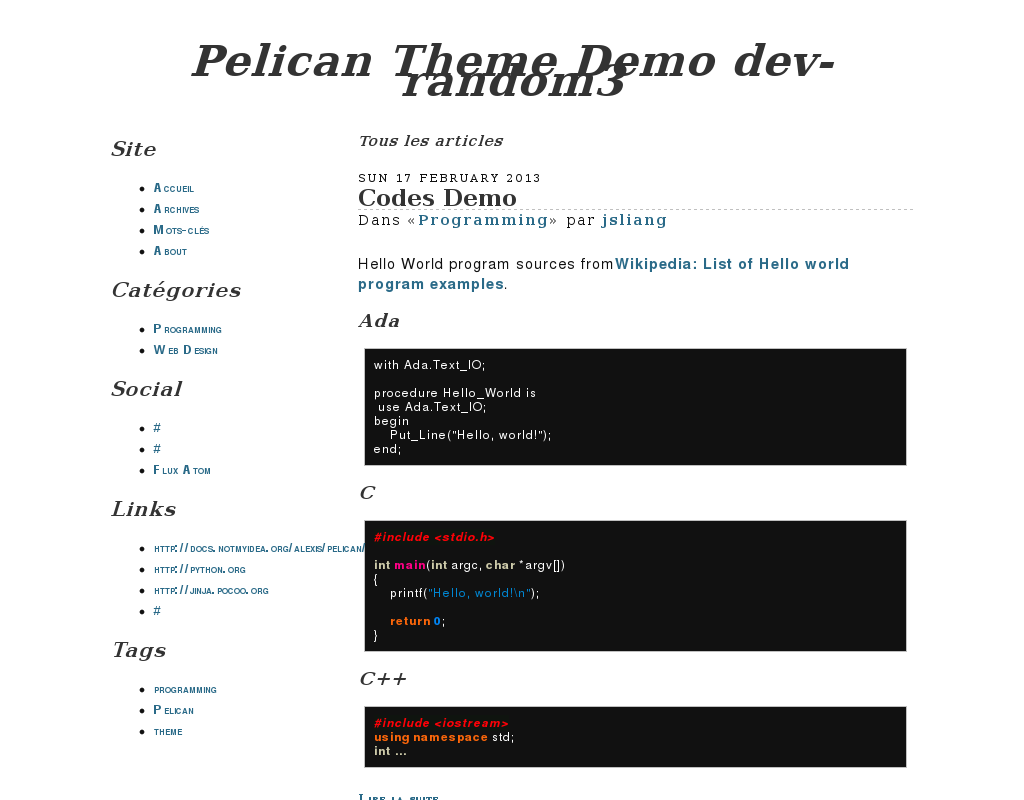 Pelican Theme Demo dev-
random3
Site
Accueil
Archives
Mots-clés
About
Catégories
Programming
Web Design
Social
#
#
Flux Atom
Links
http://docs.notmyidea.org/alexis/pelican/
http://python.org
http://jinja.pocoo.org
#
Tags
programming
Pelican
theme
Tous les articles
SUN 17 FEBRUARY 2013
Codes Demo
Dans «Programming» par jsliang
Hello World program sources fromWikipedia: List of Hello world
program examples.
Ada
with Ada.Text_IO;
procedure Hello_World is
 use Ada.Text_IO;
begin
    Put_Line("Hello, world!");
end;
C
#include <stdio.h>
int main(int argc, char *argv[])
{
    printf("Hello, world!\n");
    return 0;
}
C++
#include <iostream>
using namespace std;
int ...
Lire la suite